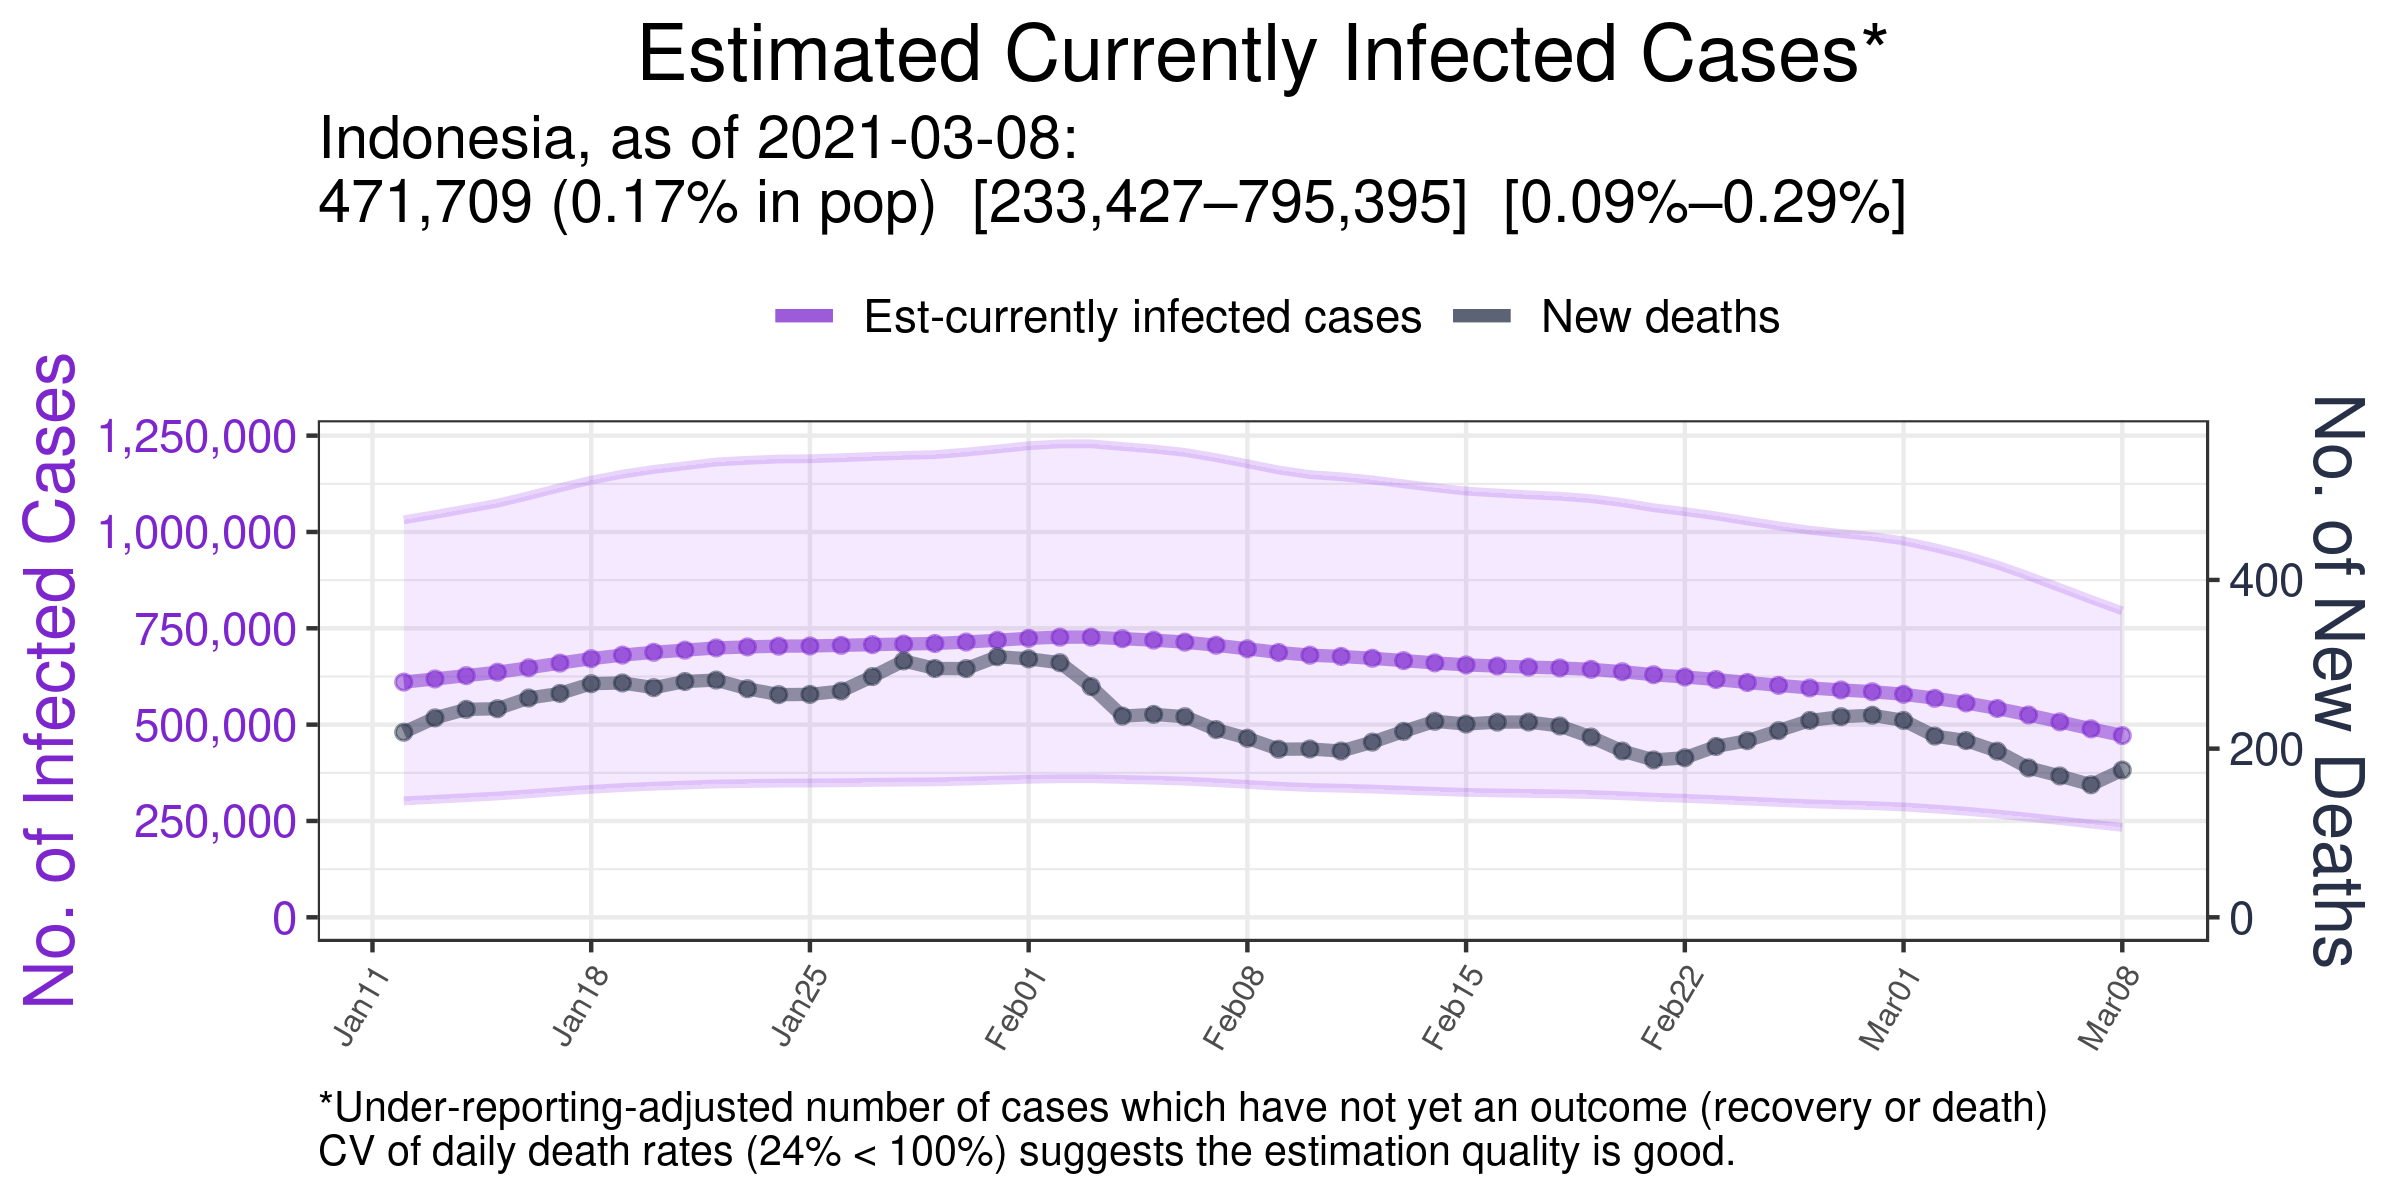 Estimated Currently Infected Cases*
Indonesia, as of 2021-03-08:
471,709 (0.17% in pop)  [233,427–795,395]  [0.09%–0.29%]
Est-currently infected cases
New deaths
No. of Infected Cases
1,250,000
1,000,000
750,000
500,000
250,000
0
No. of New Deaths
400
200
0
Jan11
Jan18
Jan25
Feb01
Feb08
Feb15
Feb22
Mar01
Mar08
*Under-reporting-adjusted number of cases which have not yet an outcome (recovery or death)
CV of daily death rates (24% < 100%) suggests the estimation quality is good.